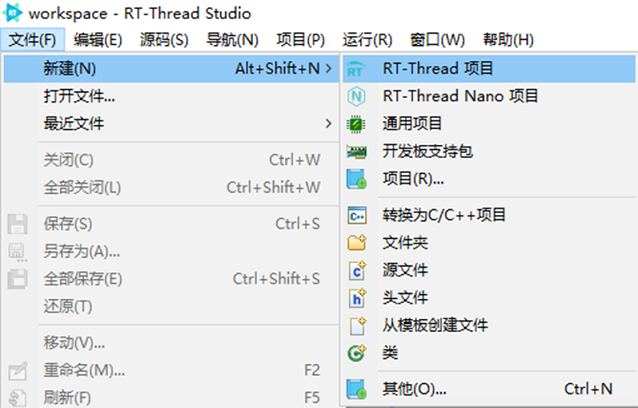 workspace - RT-Thread Studio
文件(F) 编辑(E) 源码(S) 导航(N) 项目(P) 运行(R) 窗口(W) 帮助(H)
新建(N) Alt+Shift+N >
打开文件...
最近文件 >
关闭(C) Ctrl+W
全部关闭(L) Ctrl+Shift+W
保存(S) Ctrl+S
另存为(A)...
全部保存(E) Ctrl+Shift+S
还原(T)
移动(V)...
重命名(M)... F2
刷新(F) F5
RT RT-Thread 项目
N RT-Thread Nano 项目
通用项目
开发板支持包
项目(R)...
C++ 转换为C/C++项目
文件夹
c 源文件
h 头文件
从模板创建文件
C 类
其他(O)... Ctrl+N